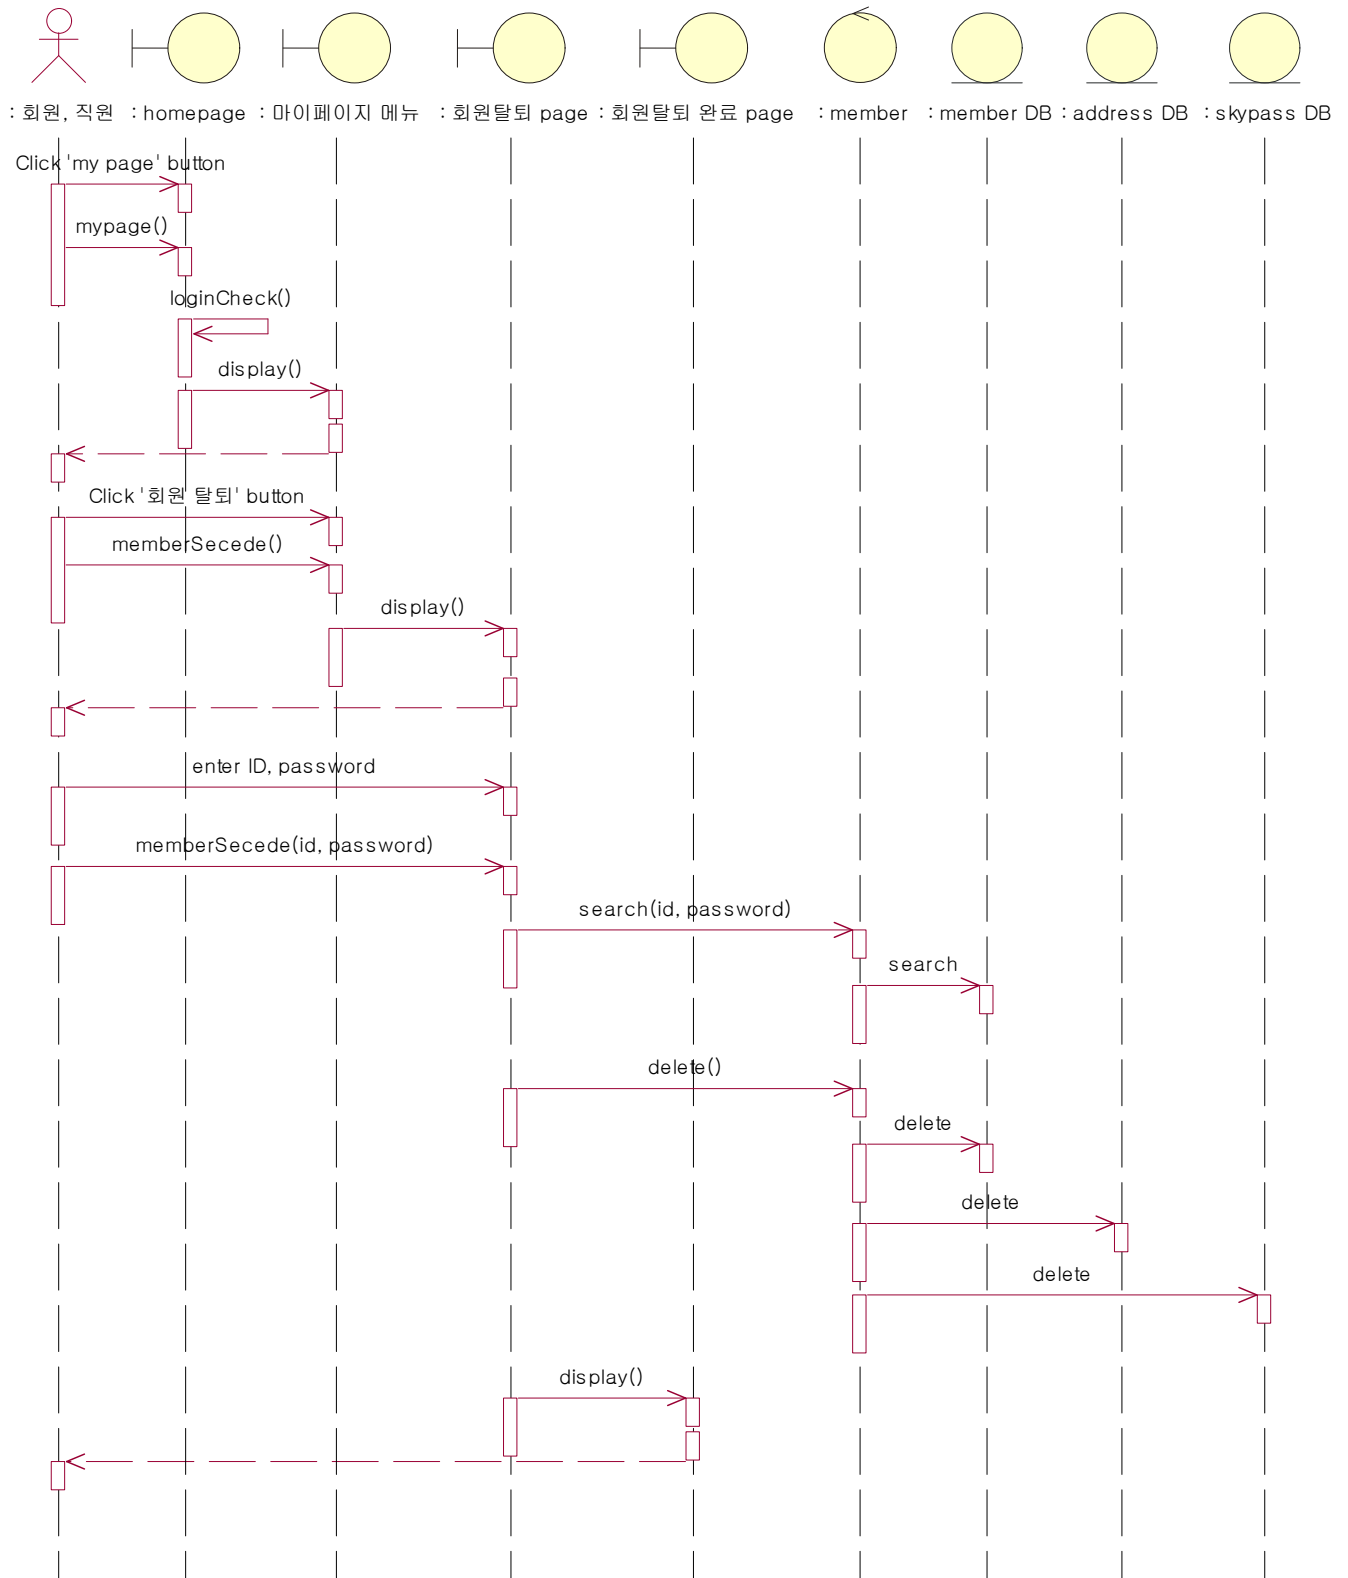 : 회원, 직원
: homepage
: 마이페이지 메뉴
: 회원탈퇴 page
: 회원탈퇴 완료 page
: member
: member DB
: address DB
: skypass DB
Click 'my page' button
mypage()
loginCheck()
display()
Click '회원 탈퇴' button
memberSecede()
display()
enter ID, password
memberSecede(id, password)
search(id, password)
search
delete()
delete
delete
delete
display()